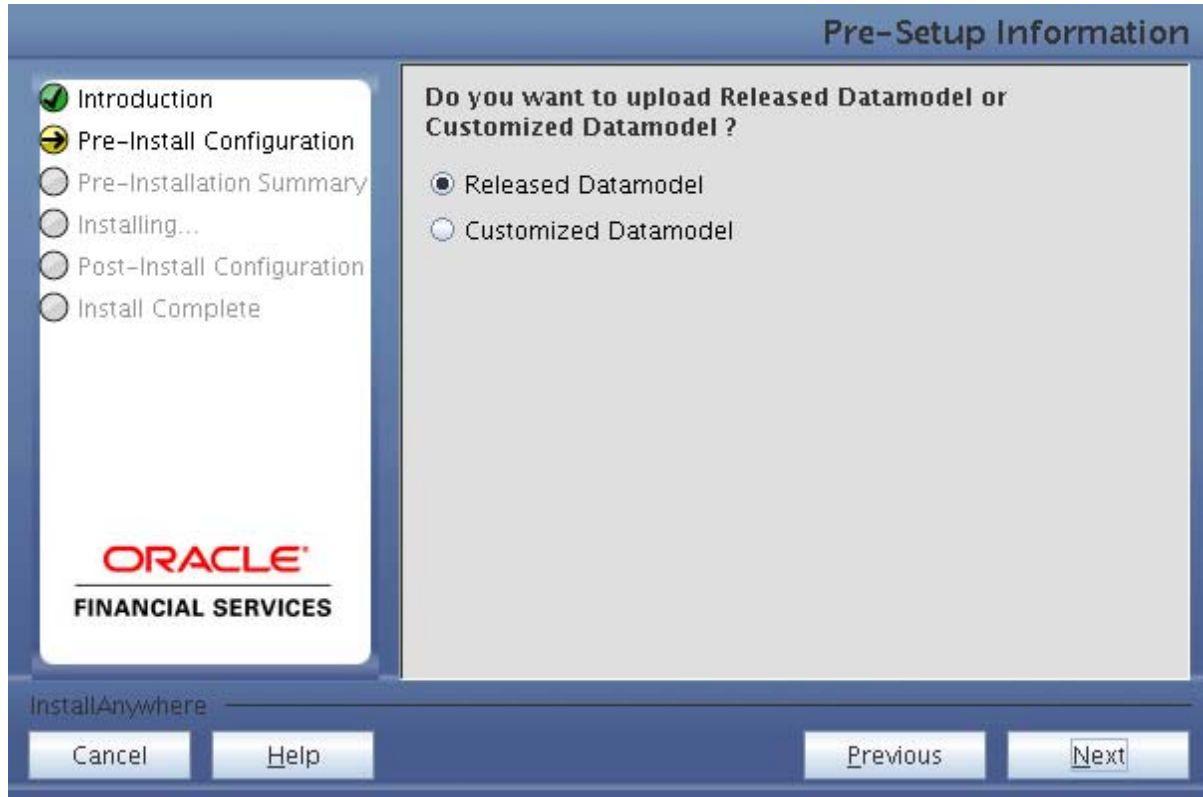 Pre-Setup Information
Introduction
Pre-Install Configuration
Pre-Installation Summary
Installing...
Post-Install Configuration
Install Complete
ORACLE
FINANCIAL SERVICES
Do you want to upload Released Datamodel or
Customized Datamodel ?
Released Datamodel
Customized Datamodel
InstallAnywhere
Cancel
Help
Previous
Next